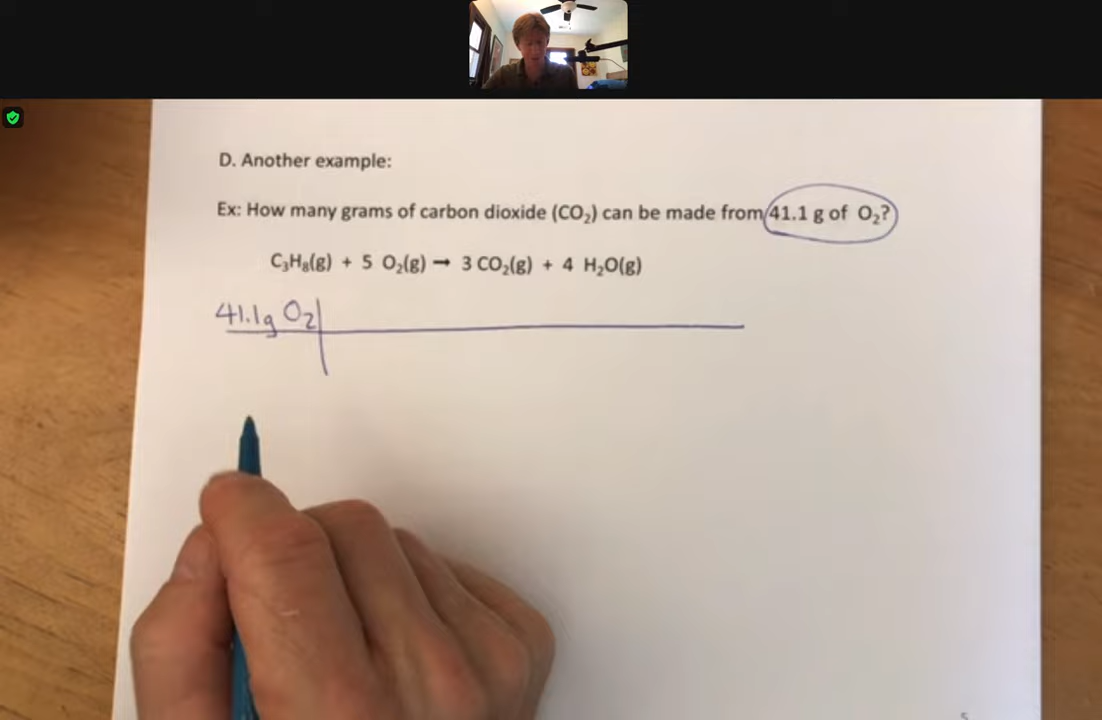 D. Another example:
Ex: How many grams of carbon dioxide (CO₂) can be made from 41.1 g of O₂?
C₃H₈(g) + 5 O₂(g) → 3 CO₂(g) + 4 H₂O(g)
41.1g O₂